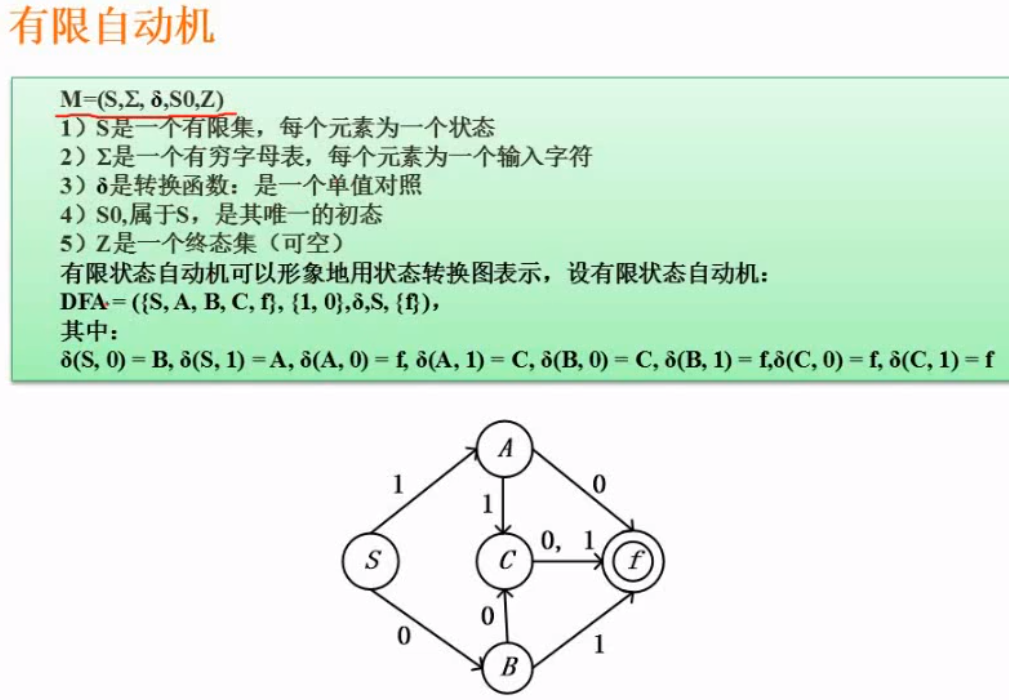 有限自动机
M=(S,Σ, δ,S0,Z)
1）S是一个有限集，每个元素为一个状态
2）Σ是一个有穷字母表，每个元素为一个输入字符
3）δ是转换函数：是一个单值对照
4）S0,属于S，是其唯一的初态
5）Z是一个终态集（可空）
有限状态自动机可以形象地用状态转换图表示，设有限状态自动机：
DFA = ({S, A, B, C, f}, {1, 0},δ,S, {f})，
其中：
δ(S, 0) = B, δ(S, 1) = A, δ(A, 0) = f, δ(A, 1) = C, δ(B, 0) = C, δ(B, 1) = f,δ(C, 0) = f, δ(C, 1) = f
A
1
0
1
S
C
0, 1
f
0
0
B
1